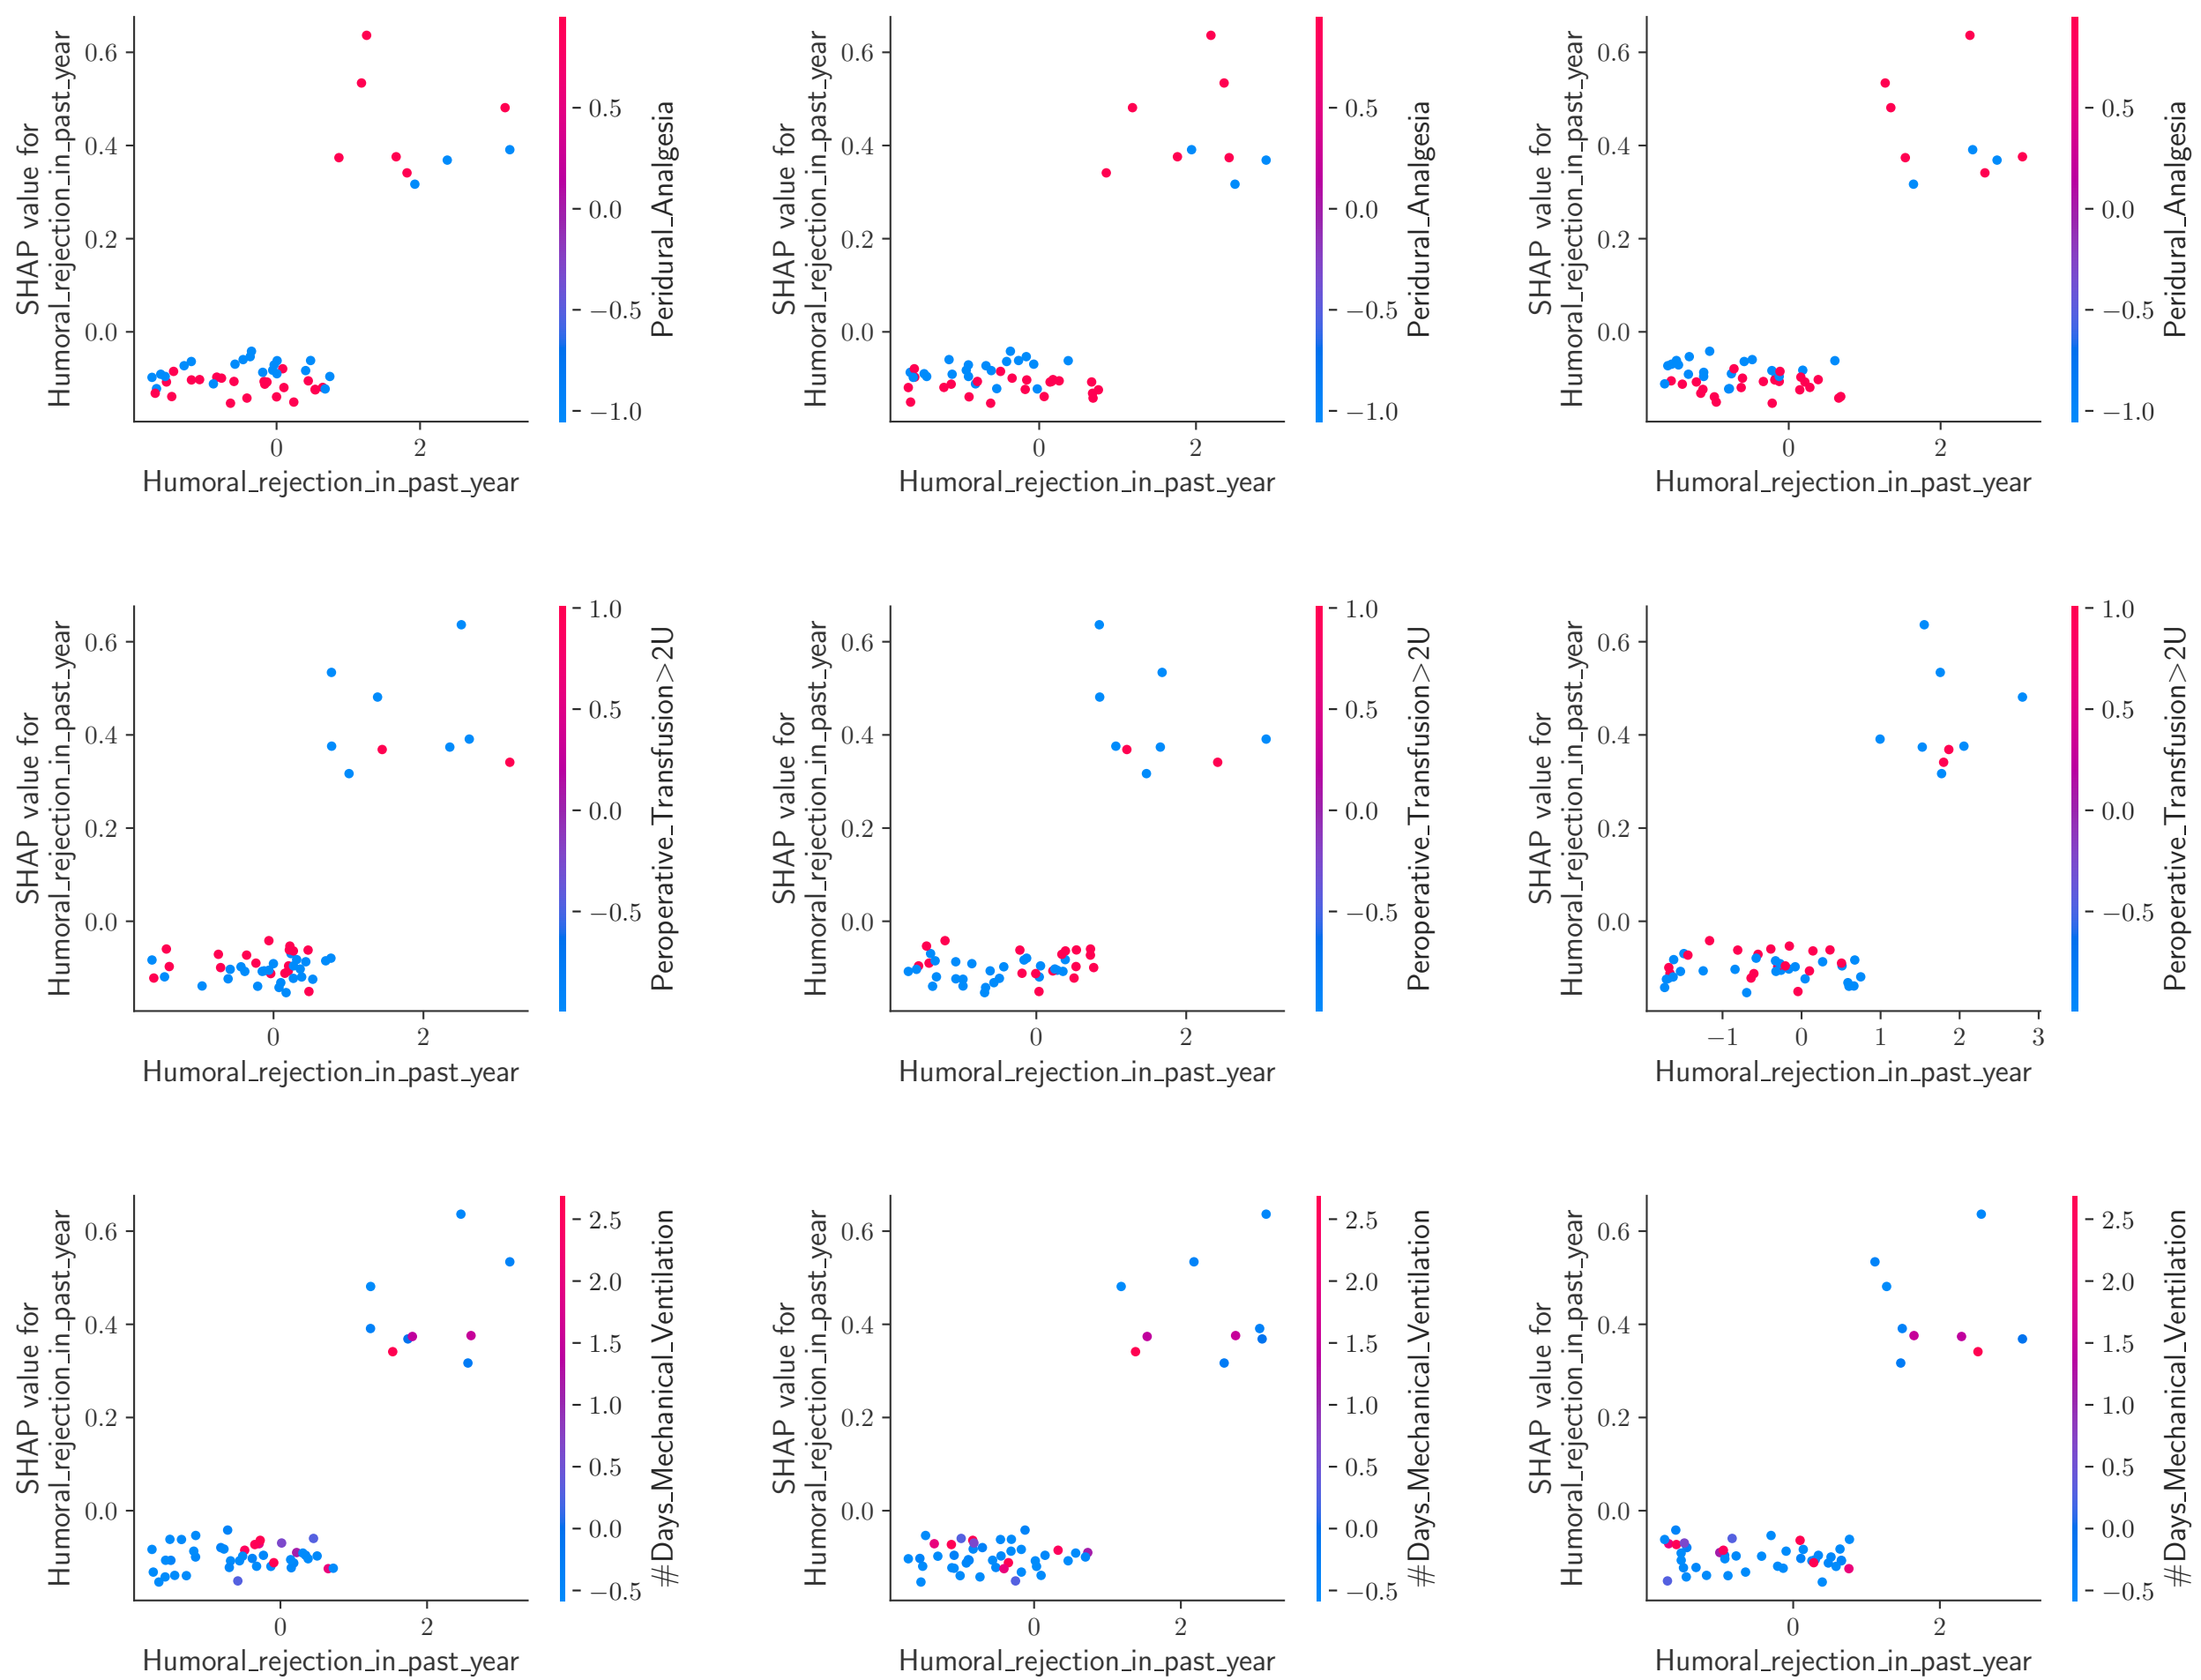 0.6
0.4
0.2
0.0
SHAP value for
Humoral_rejection_in_past_year
0
2
Humoral_rejection_in_past_year
0.5
0.0
−0.5
−1.0
Peridural_Analgesia
0.6
0.4
0.2
0.0
SHAP value for
Humoral_rejection_in_past_year
0
2
Humoral_rejection_in_past_year
0.5
0.0
−0.5
−1.0
Peridural_Analgesia
0.6
0.4
0.2
0.0
SHAP value for
Humoral_rejection_in_past_year
0
2
Humoral_rejection_in_past_year
0.5
0.0
−0.5
−1.0
Peridural_Analgesia
0.6
0.4
0.2
0.0
SHAP value for
Humoral_rejection_in_past_year
0
2
Humoral_rejection_in_past_year
1.0
0.5
0.0
−0.5
Peroperative_Transfusion>2U
0.6
0.4
0.2
0.0
SHAP value for
Humoral_rejection_in_past_year
0
2
Humoral_rejection_in_past_year
1.0
0.5
0.0
−0.5
Peroperative_Transfusion>2U
0.6
0.4
0.2
0.0
SHAP value for
Humoral_rejection_in_past_year
−1
0
1
2
3
Humoral_rejection_in_past_year
1.0
0.5
0.0
−0.5
Peroperative_Transfusion>2U
0.6
0.4
0.2
0.0
SHAP value for
Humoral_rejection_in_past_year
0
2
Humoral_rejection_in_past_year
2.5
2.0
1.5
1.0
0.5
0.0
−0.5
#Days_Mechanical_Ventilation
0.6
0.4
0.2
0.0
SHAP value for
Humoral_rejection_in_past_year
0
2
Humoral_rejection_in_past_year
2.5
2.0
1.5
1.0
0.5
0.0
−0.5
#Days_Mechanical_Ventilation
0.6
0.4
0.2
0.0
SHAP value for
Humoral_rejection_in_past_year
0
2
Humoral_rejection_in_past_year
2.5
2.0
1.5
1.0
0.5
0.0
−0.5
#Days_Mechanical_Ventilation